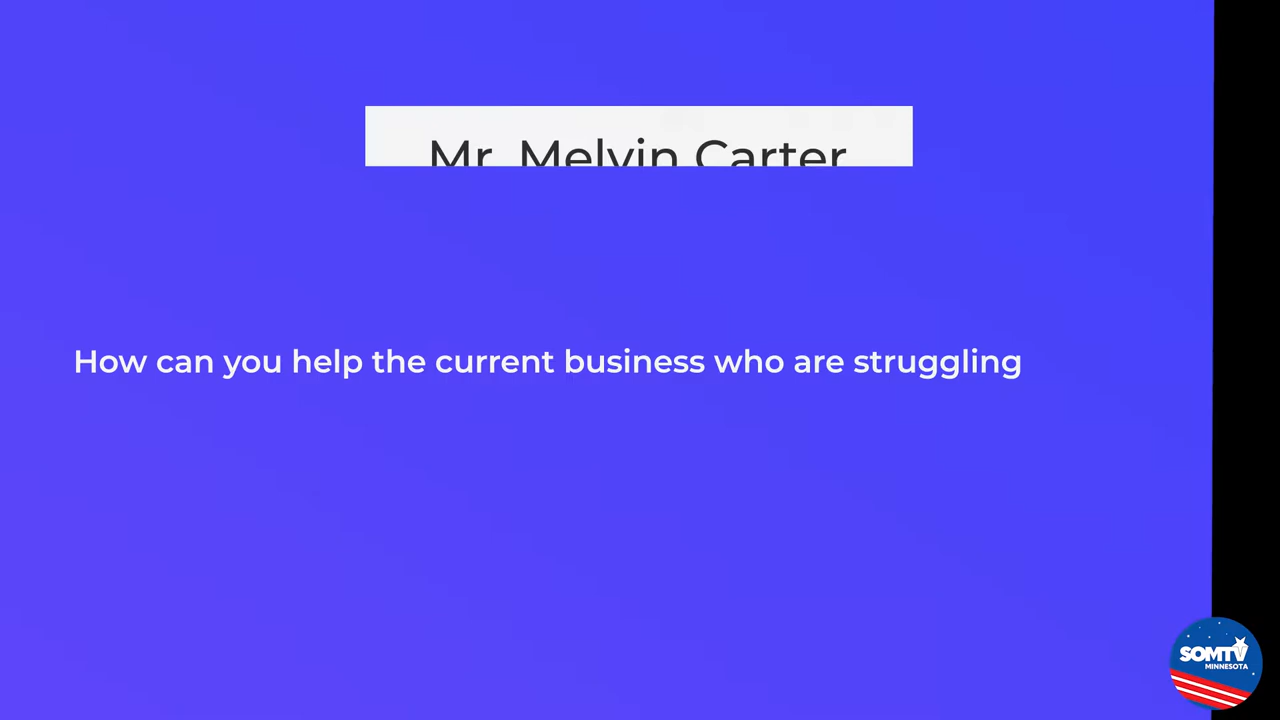 Mr. Melvin Carter
How can you help the current business who are struggling
SOMTV
MINNESOTA